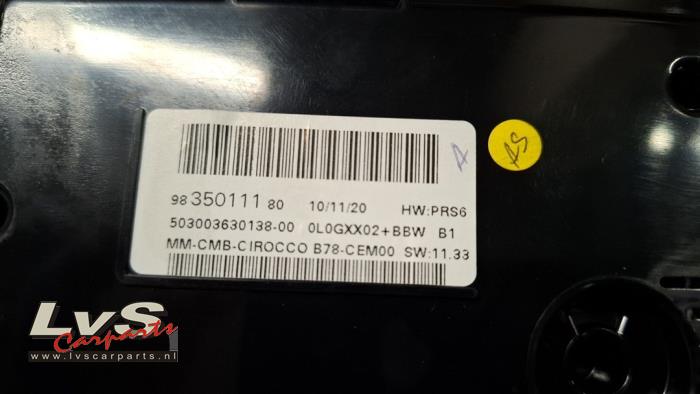 98 350111 80 10/11/20 HW:PRS6
503003630138-00 0L0GXX02+BBW B1
MM-CMB-CIROCCO B78-CEM00 SW:11.33
AS
LvS
Carparts
www.lvscarparts.nl